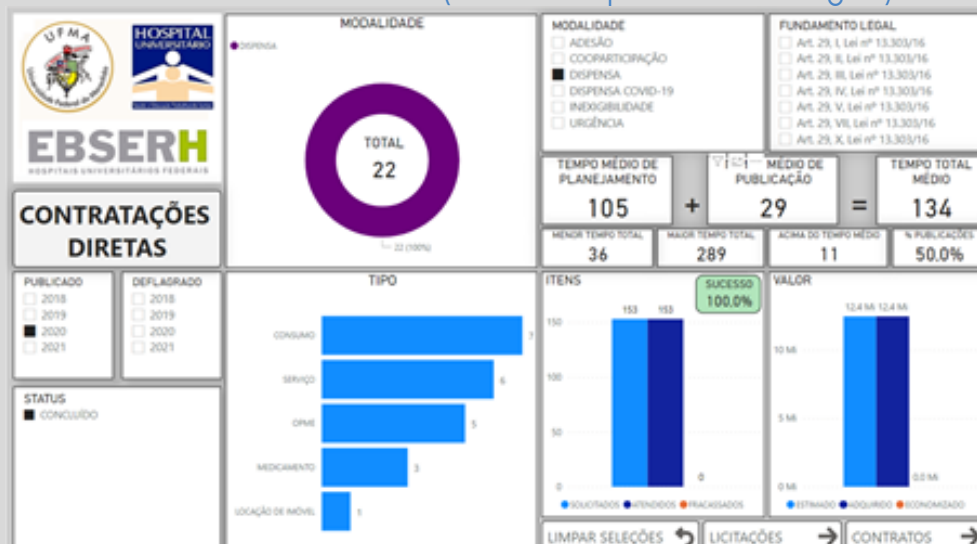 UFMA
Universidade Federal do Maranhão
HOSPITAL
UNIVERSITÁRIO
EBSERH
HOSPITAIS UNIVERSITÁRIOS FEDERAIS
CONTRATAÇÕES
DIRETAS
PUBLICADO
2018
2019
2020
2021
DEFLAGRADO
2018
2019
2020
2021
STATUS
CONCLUÍDO
MODALIDADE
DISPENSA
TOTAL
22
22 (100%)
MODALIDADE
ADESÃO
COOPARTICIPAÇÃO
DISPENSA
DISPENSA COVID-19
INEXIGIBILIDADE
URGÊNCIA
FUNDAMENTO LEGAL
Art. 29, I, Lei nº 13.303/16
Art. 29, II, Lei nº 13.303/16
Art. 29, III, Lei nº 13.303/16
Art. 29, IV, Lei nº 13.303/16
Art. 29, V, Lei nº 13.303/16
Art. 29, VII, Lei nº 13.303/16
Art. 29, X, Lei nº 13.303/16
TEMPO MÉDIO DE
PLANEJAMENTO
105
+
MÉDIO DE
PUBLICAÇÃO
29
=
TEMPO TOTAL
MÉDIO
134
MENOR TEMPO TOTAL
36
MAIOR TEMPO TOTAL
289
ACIMA DO TEMPO MÉDIO
11
% PUBLICAÇÕES
50,0%
TIPO
CONSUMO 7
SERVIÇO 6
OPME 5
MEDICAMENTO 3
LOCAÇÃO DE IMÓVEL 1
ITENS
SUCESSO
100,0%
153 153
150
100
50
0
0
SOLICITADOS ATENDIDOS FRACASSADOS
VALOR
12,4 Mi 12,4 Mi
10 Mi
5 Mi
0,0 Mi
0 Mi
ESTIMADO ADQUIRIDO ECONOMIZADO
LIMPAR SELEÇÕES
LICITAÇÕES
CONTRATOS